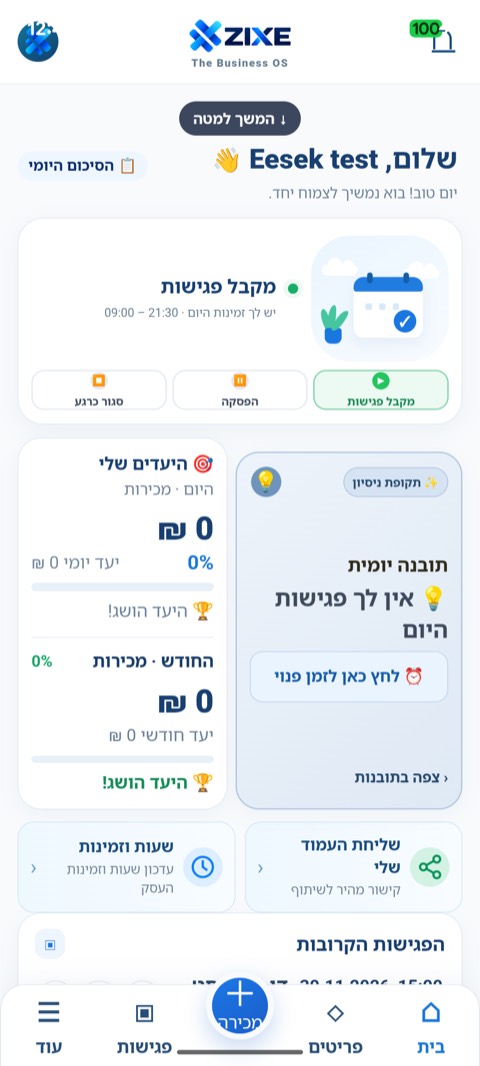 100
ZIXE
The Business OS
12
↓ המשך למטה
שלום, Eesek test 👋
📋 הסיכום היומי
יום טוב! בוא נמשיך לצמוח יחד.
מקבל פגישות
יש לך זמינות היום · 21:30 – 09:00
מקבל פגישות
הפסקה
סגור כרגע
✨ תקופת ניסיון
💡
תובנה יומית
💡 אין לך פגישות
היום
⏰ לחץ כאן לזמן פנוי
‹ צפה בתובנות
🎯 היעדים שלי
היום · מכירות
0 ₪
0%
יעד יומי 0 ₪
🏆 היעד הושג!
החודש · מכירות
0%
0 ₪
יעד חודשי 0 ₪
🏆 היעד הושג!
שליחת העמוד
שלי
קישור מהיר לשיתוף
שעות וזמינות
עדכון שעות וזמינות
העסק
הפגישות הקרובות
בית
פריטים
מכירה
פגישות
עוד